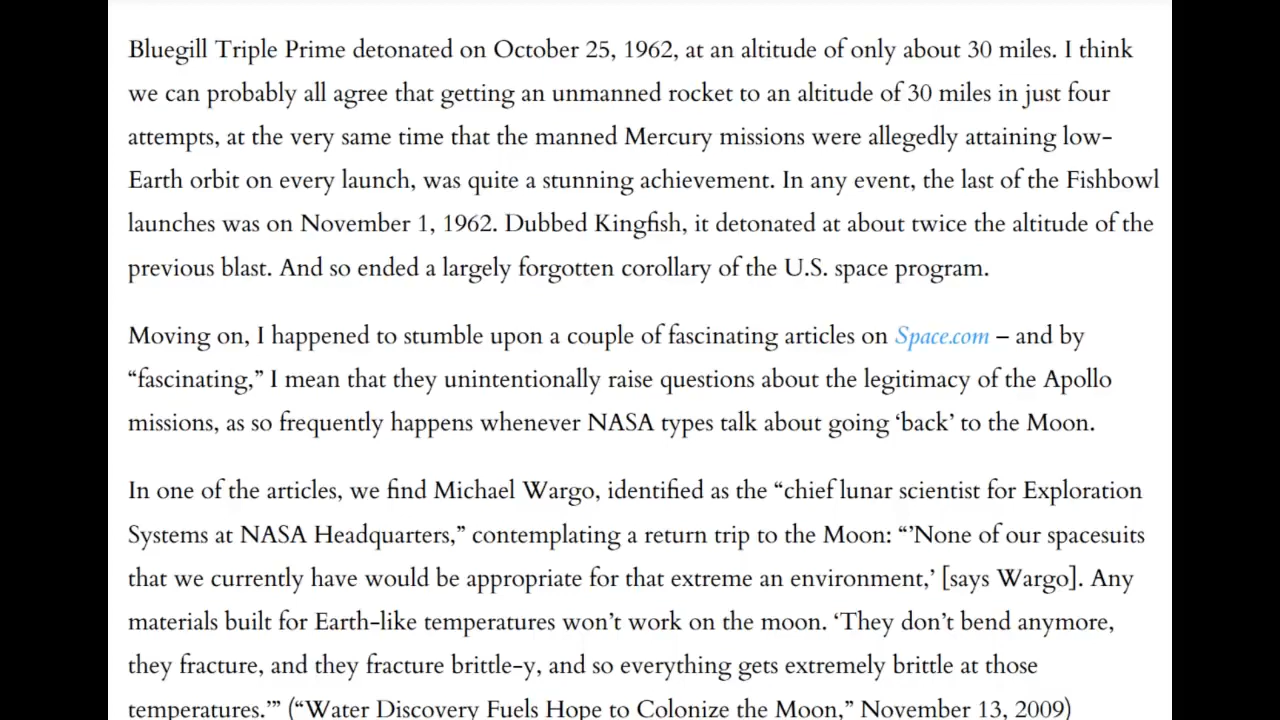 Bluegill Triple Prime detonated on October 25, 1962, at an altitude of only about 30 miles. I think
we can probably all agree that getting an unmanned rocket to an altitude of 30 miles in just four
attempts, at the very same time that the manned Mercury missions were allegedly attaining low-
Earth orbit on every launch, was quite a stunning achievement. In any event, the last of the Fishbowl
launches was on November 1, 1962. Dubbed Kingfish, it detonated at about twice the altitude of the
previous blast. And so ended a largely forgotten corollary of the U.S. space program.
Moving on, I happened to stumble upon a couple of fascinating articles on Space.com – and by
“fascinating,” I mean that they unintentionally raise questions about the legitimacy of the Apollo
missions, as so frequently happens whenever NASA types talk about going ‘back’ to the Moon.
In one of the articles, we find Michael Wargo, identified as the “chief lunar scientist for Exploration
Systems at NASA Headquarters,” contemplating a return trip to the Moon: “’None of our spacesuits
that we currently have would be appropriate for that extreme an environment,’ [says Wargo]. Any
materials built for Earth-like temperatures won’t work on the moon. ‘They don’t bend anymore,
they fracture, and they fracture brittle-y, and so everything gets extremely brittle at those
temperatures.’” (“Water Discovery Fuels Hope to Colonize the Moon,” November 13, 2009)